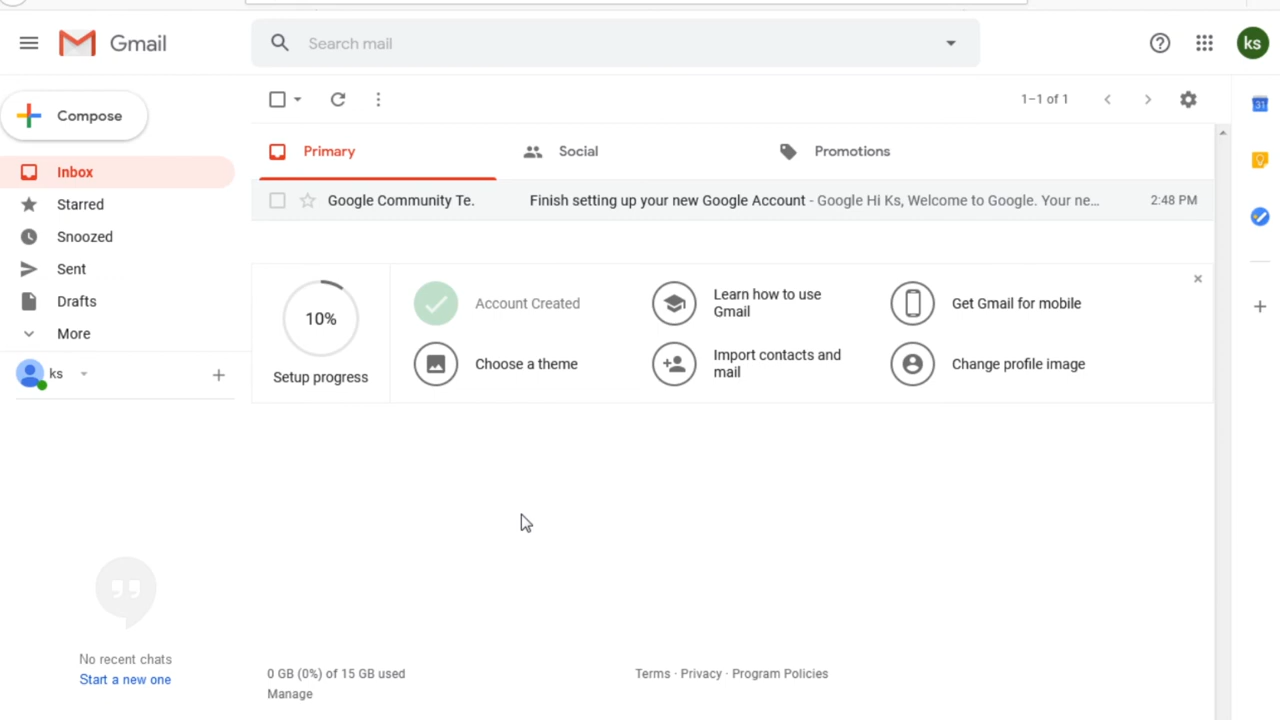 Gmail
Search mail
ks
Compose
1–1 of 1
31
Primary
Social
Promotions
Inbox
Starred
Snoozed
Sent
Drafts
More
ks
Google Community Te.
Finish setting up your new Google Account - Google Hi Ks, Welcome to Google. Your ne...
2:48 PM
10%
Setup progress
Account Created
Learn how to use
Gmail
Get Gmail for mobile
Choose a theme
Import contacts and
mail
Change profile image
No recent chats
Start a new one
0 GB (0%) of 15 GB used
Manage
Terms · Privacy · Program Policies